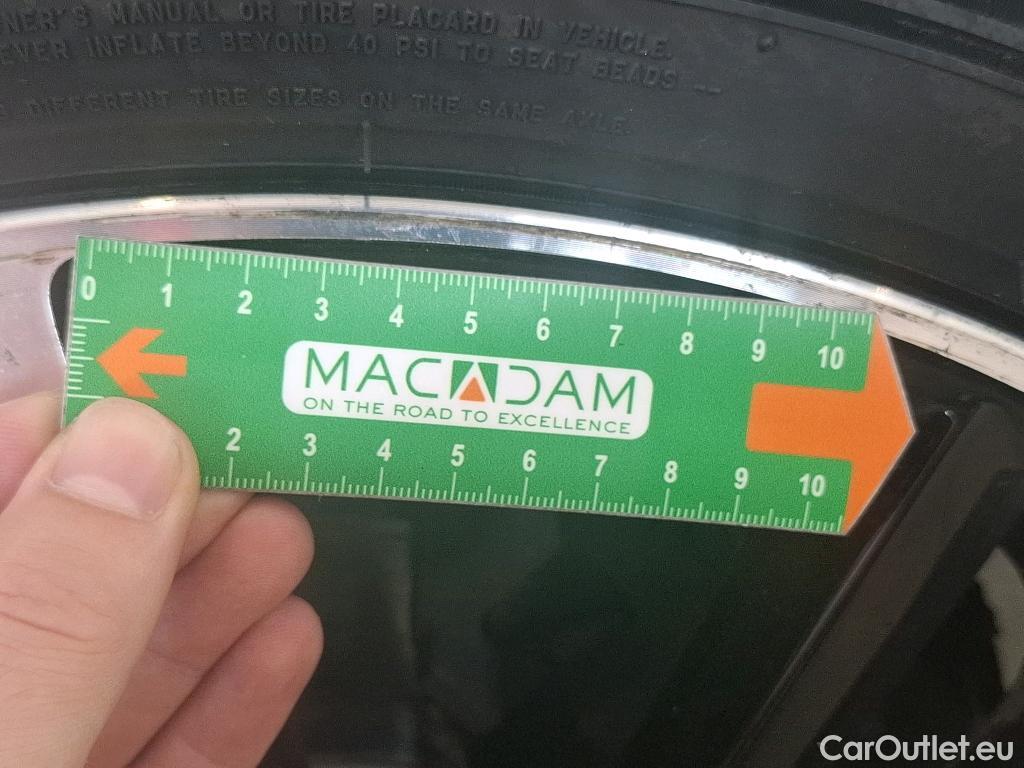 NER'S MANUAL OR TIRE PLACARD IN VEHICLE.
EVER INFLATE BEYOND 40 PSI TO SEAT BEADS --
DIFFERENT TIRE SIZES ON THE SAME AXLE.
0 1 2 3 4 5 6 7 8 9 10
MACADAM
ON THE ROAD TO EXCELLENCE
2 3 4 5 6 7 8 9 10
CarOutlet.eu